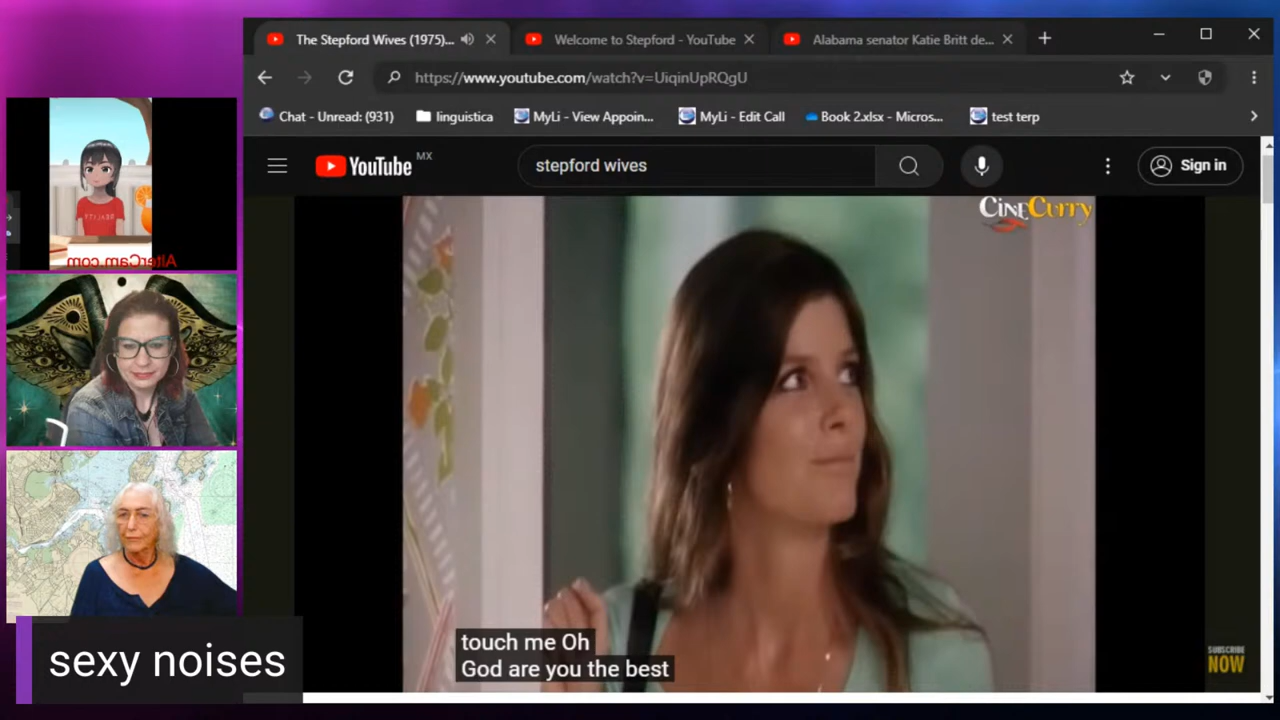 The Stepford Wives (1975)...
Welcome to Stepford - YouTube
Alabama senator Katie Britt de...
https://www.youtube.com/watch?v=UiqinUpRQgU
Chat - Unread: (931)
linguistica
MyLi - View Appoin...
MyLi - Edit Call
Book 2.xlsx - Micros...
test terp
YouTube MX
stepford wives
Sign in
CINECURRY
REALITY
AlterCam.com
touch me Oh
God are you the best
sexy noises
SUBSCRIBE
NOW